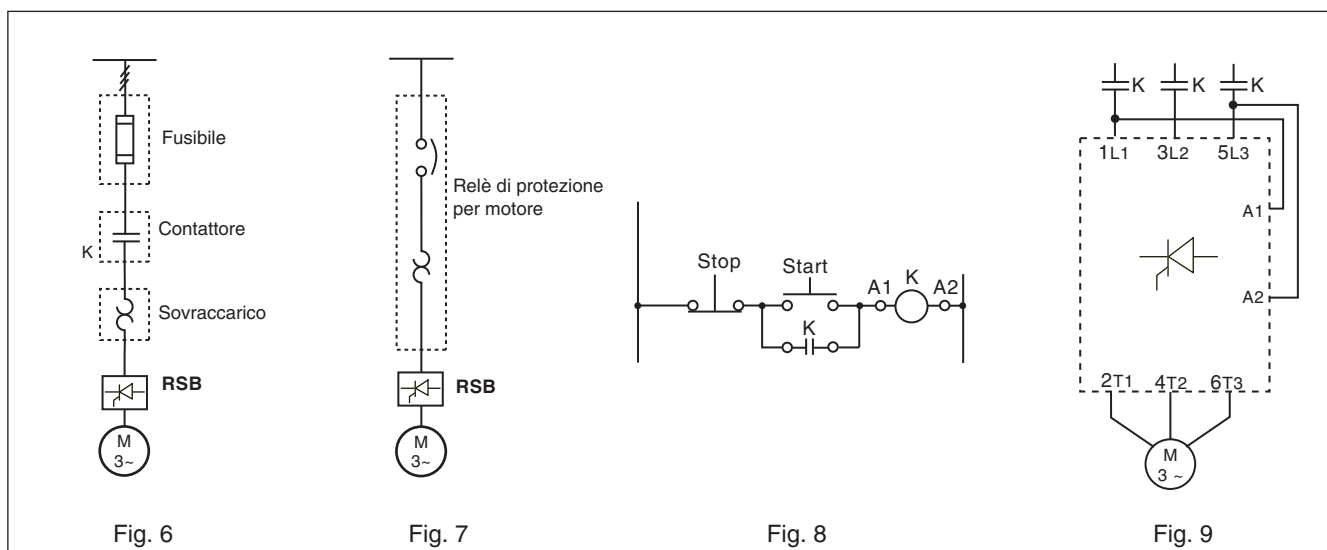 Fusibile
Contattore
K
Sovraccarico
RSB
M
3~
Fig. 6
Relè di protezione
per motore
RSB
M
3~
Fig. 7
Stop
Start
A1
K
A2
K
Fig. 8
K
K
K
1L1
3L2
5L3
A1
A2
2T1
4T2
6T3
M
3 ~
Fig. 9